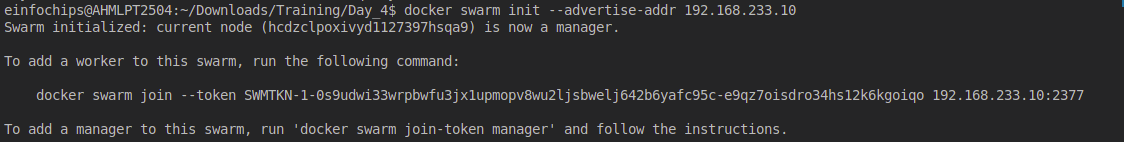 einfochips@AHMLPT2504:~/Downloads/Training/Day_4$ docker swarm init --advertise-addr 192.168.233.10
Swarm initialized: current node (hcdzclpoxivyd1127397hsqa9) is now a manager.
To add a worker to this swarm, run the following command:
docker swarm join --token SWMTKN-1-0s9udwi33wrpbwfu3jx1upmopv8wu2ljsbwelj642b6yafc95c-e9qz7oisdro34hs12k6kgoiqo 192.168.233.10:2377
To add a manager to this swarm, run 'docker swarm join-token manager' and follow the instructions.